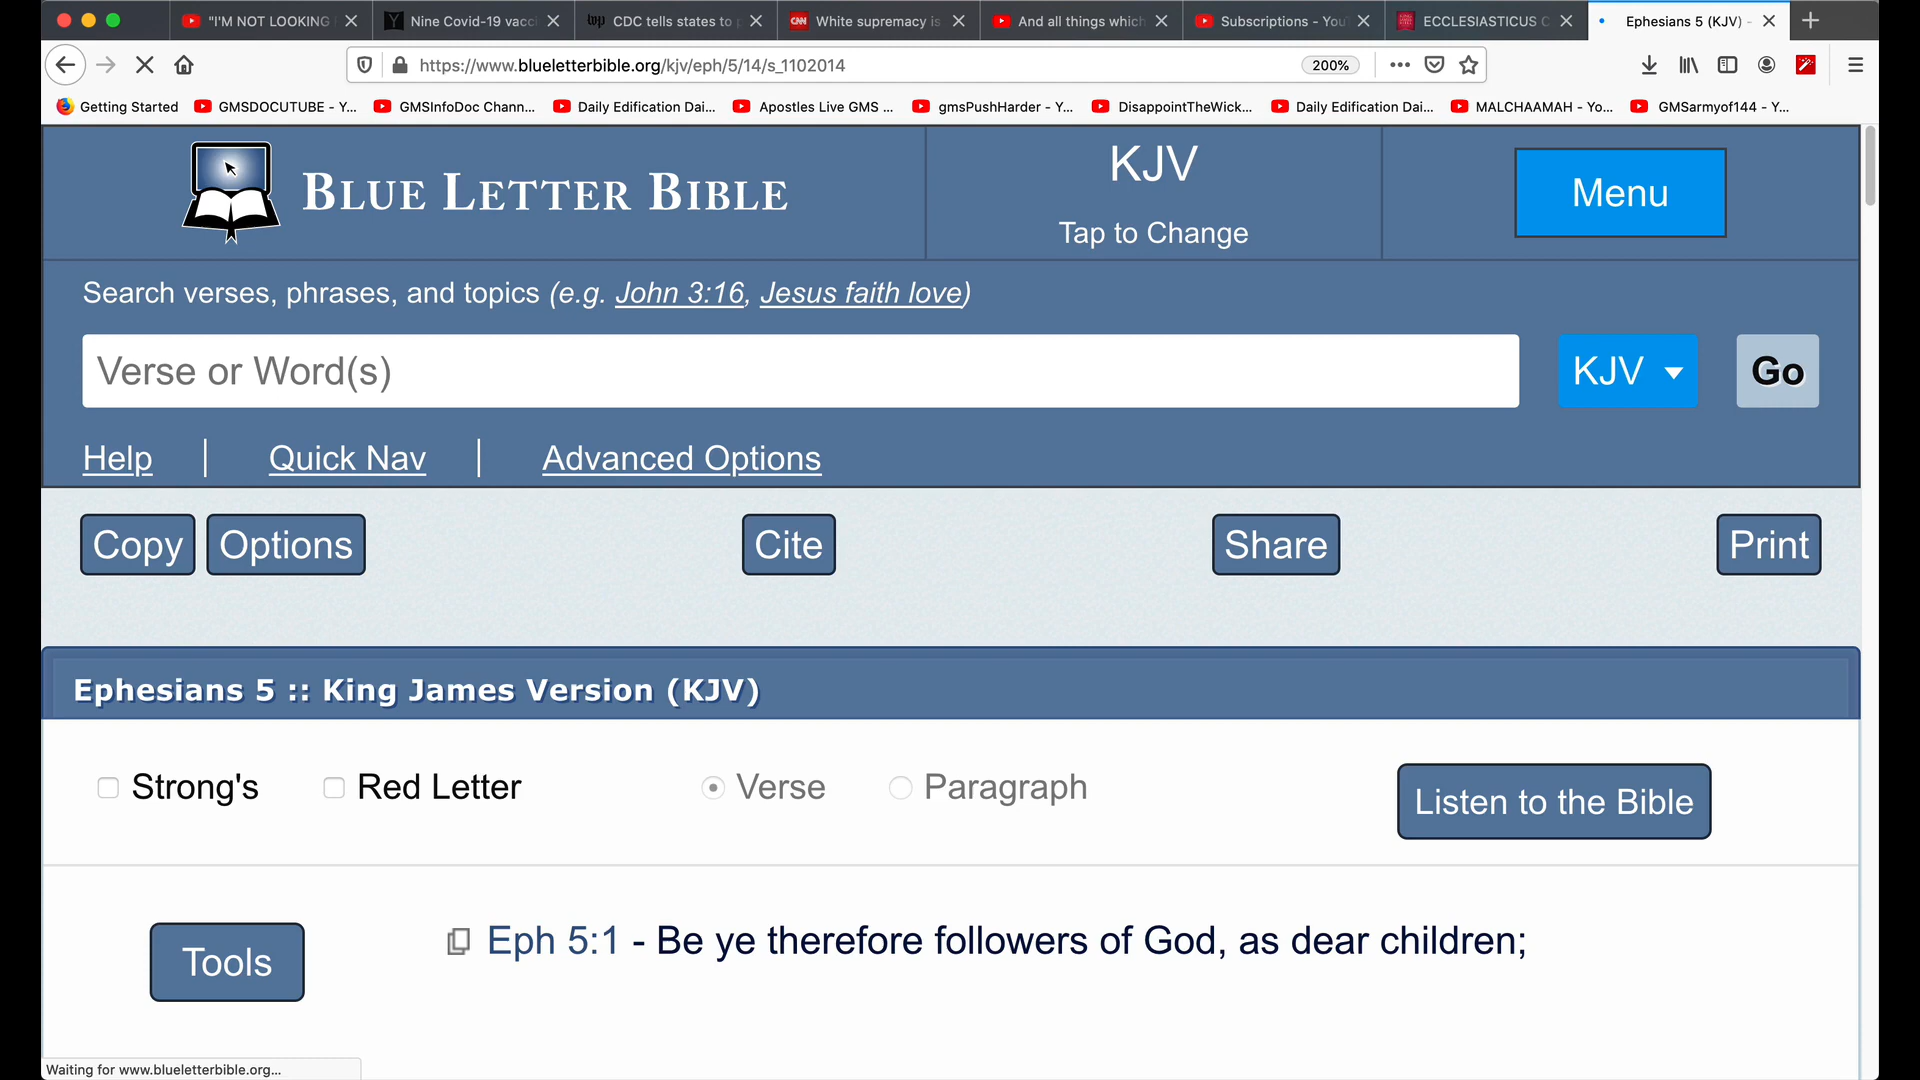 "I'M NOT LOOKING
Nine Covid-19 vacci
CDC tells states to p
CNN White supremacy is
And all things which
Subscriptions - You
ECCLESIASTICUS C
Ephesians 5 (KJV) -
https://www.blueletterbible.org/kjv/eph/5/14/s_1102014
200%
Getting Started
GMSDOCUTUBE - Y...
GMSInfoDoc Chann...
Daily Edification Dai...
Apostles Live GMS ...
gmsPushHarder - Y...
DisappointTheWick...
Daily Edification Dai...
MALCHAAMAH - Yo...
GMSarmyof144 - Y...
BLUE LETTER BIBLE
KJV
Tap to Change
Menu
Search verses, phrases, and topics (e.g. John 3:16, Jesus faith love)
Verse or Word(s)
KJV
Go
Help | Quick Nav | Advanced Options
Copy
Options
Cite
Share
Print
Ephesians 5 :: King James Version (KJV)
Strong's
Red Letter
Verse
Paragraph
Listen to the Bible
Tools
Eph 5:1 - Be ye therefore followers of God, as dear children;
Waiting for www.blueletterbible.org...